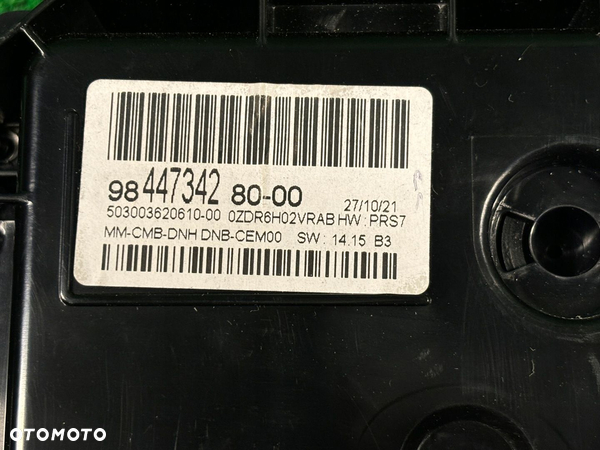 98 447342 80-00 27/10/21
503003620610-00 0ZDR6H02VRAB HW : PRS7
MM-CMB-DNH DNB-CEM00 SW : 14.15 B3
OTOMOTO